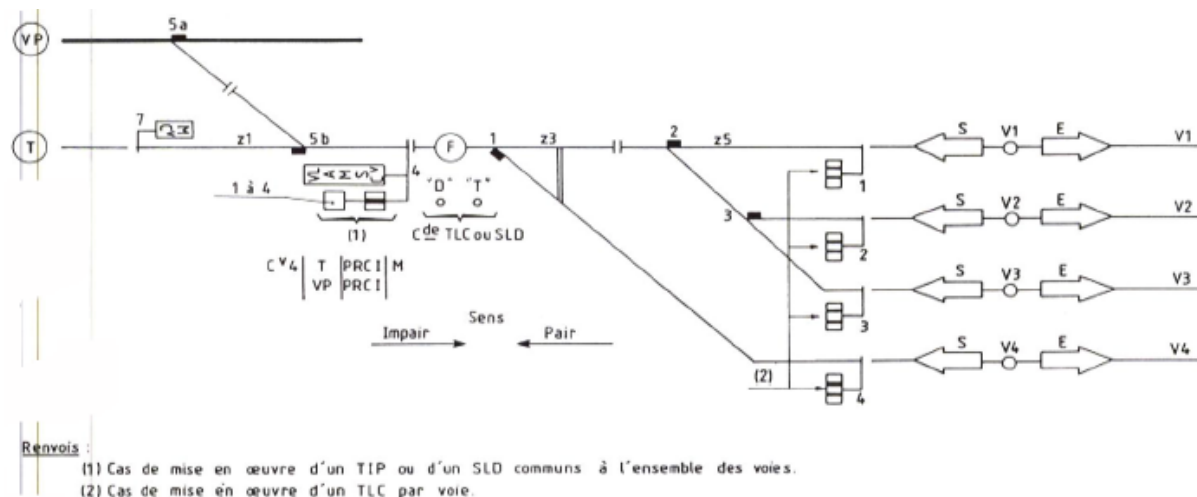 VP
5a
T
7
z1
5b
4
F
1
z3
2
z5
3
"D" "T"
1 à 4
(1)
Cde TLC ou SLD
Cv4 T PRCI M
VP PRCI
Sens
Impair Pair
(2)
1
2
3
4
S V1 E V1
S V2 E V2
S V3 E V3
S V4 E V4
Renvois :
(1) Cas de mise en œuvre d'un TIP ou d'un SLD communs à l'ensemble des voies.
(2) Cas de mise en œuvre d'un TLC par voie.